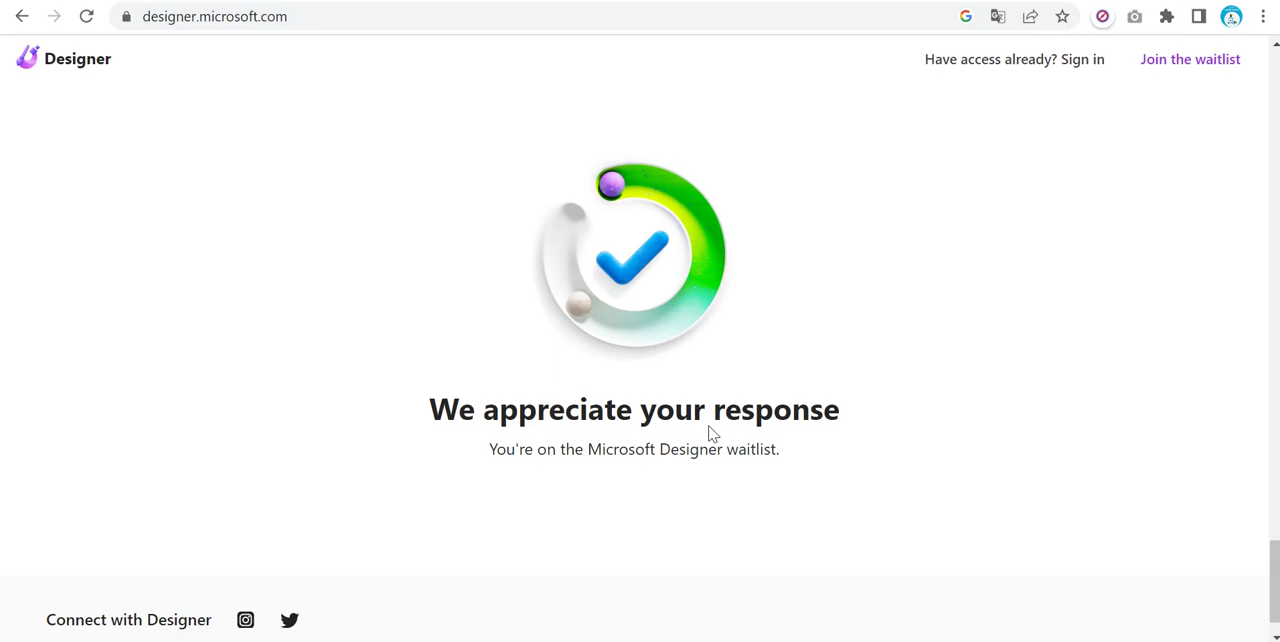 designer.microsoft.com
Designer
Have access already? Sign in
Join the waitlist
We appreciate your response
You're on the Microsoft Designer waitlist.
Connect with Designer